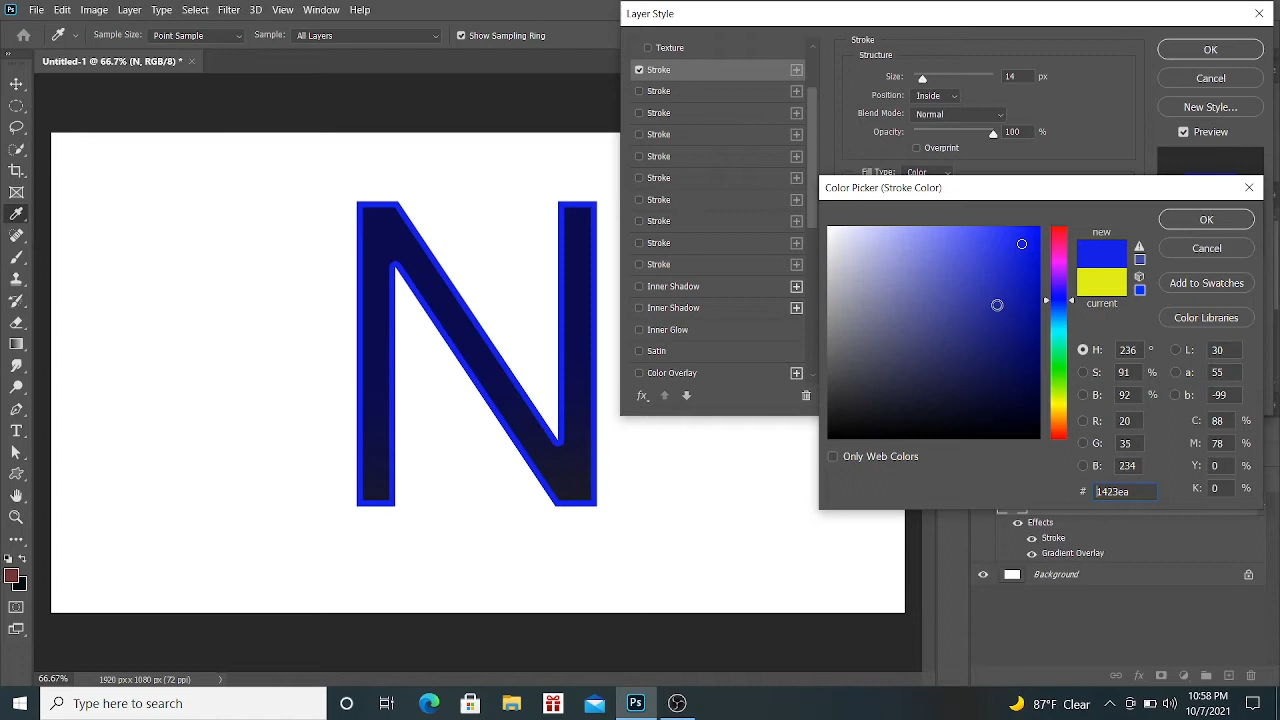 Ps File Edit Image Layer Type Select Filter 3D View Window Help
Layer Style
Sample Size: Point Sample Sample: All Layers Show Sampling Ring
Untitled-1 @ 66.7% (N, RGB/8) *
Texture
Stroke
Stroke
Stroke
Stroke
Stroke
Stroke
Stroke
Stroke
Stroke
Stroke
Inner Shadow
Inner Shadow
Inner Glow
Satin
Color Overlay
fx
Stroke
Structure
Size: 14 px
Position: Inside
Blend Mode: Normal
Opacity: 100 %
Overprint
Fill Type: Color
OK
Cancel
New Style...
Preview
Color Picker (Stroke Color)
new
current
OK
Cancel
Add to Swatches
Color Libraries
H: 236 °
S: 91 %
B: 92 %
R: 20
G: 35
B: 234
# 1423ea
L: 30
a: 55
b: -99
C: 88 %
M: 78 %
Y: 0 %
K: 0 %
Only Web Colors
N
Effects
Stroke
Gradient Overlay
Background
fx
66.67% 1920 px x 1080 px (72 ppi)
Type here to search
Ps
87°F Clear
10:58 PM
10/7/2021